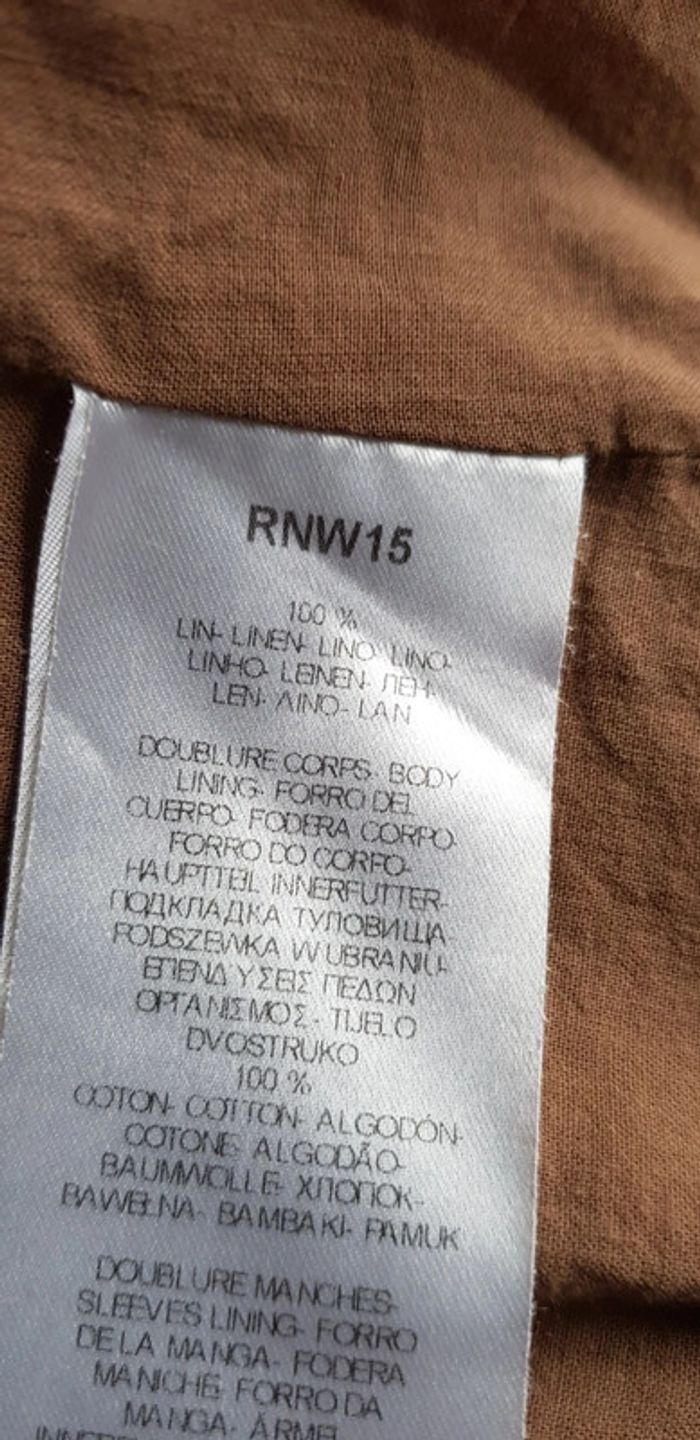 RNW15
100 %
LIN- LINEN- LINO- LINO-
LINHO- LEINEN- ЛЕН-
LEN- ΛΙΝΟ- LAN
DOUBLURE CORPS- BODY
LINING- FORRO DEL
CUERPO- FODERA CORPO-
FORRO DO CORPO-
HAUPTTEIL INNERFUTTER-
ПОДКЛАДКА ТУЛОВИЩА-
PODSZEWKA W UBRANIU-
ΕΠΕΝΔΥΣΕΙΣ ΠΕΔΩΝ
ΟΡΓΑΝΙΣΜΟΣ- TIJELO
DVOSTRUKO
100 %
COTON- COTTON- ALGODÓN-
COTONE- ALGODÃO-
BAUMWOLLE- ХЛОПОК-
BAWEŁNA- BAMBAKI- PAMUK
DOUBLURE MANCHES-
SLEEVES LINING- FORRO
DE LA MANGA- FODERA
MANICHE- FORRO DA
MANGA- ÄRMEL